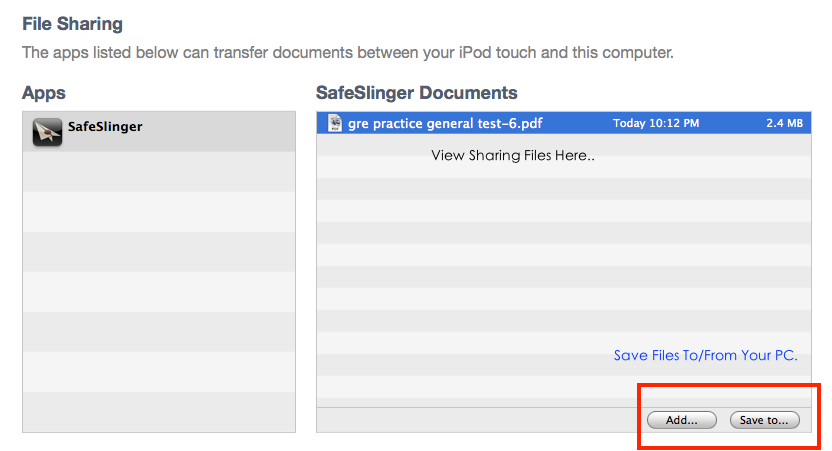 File Sharing
The apps listed below can transfer documents between your iPod touch and this computer.
Apps
SafeSlinger Documents
SafeSlinger
gre practice general test-6.pdf Today 10:12 PM 2.4 MB
View Sharing Files Here..
Save Files To/From Your PC.
Add... Save to...